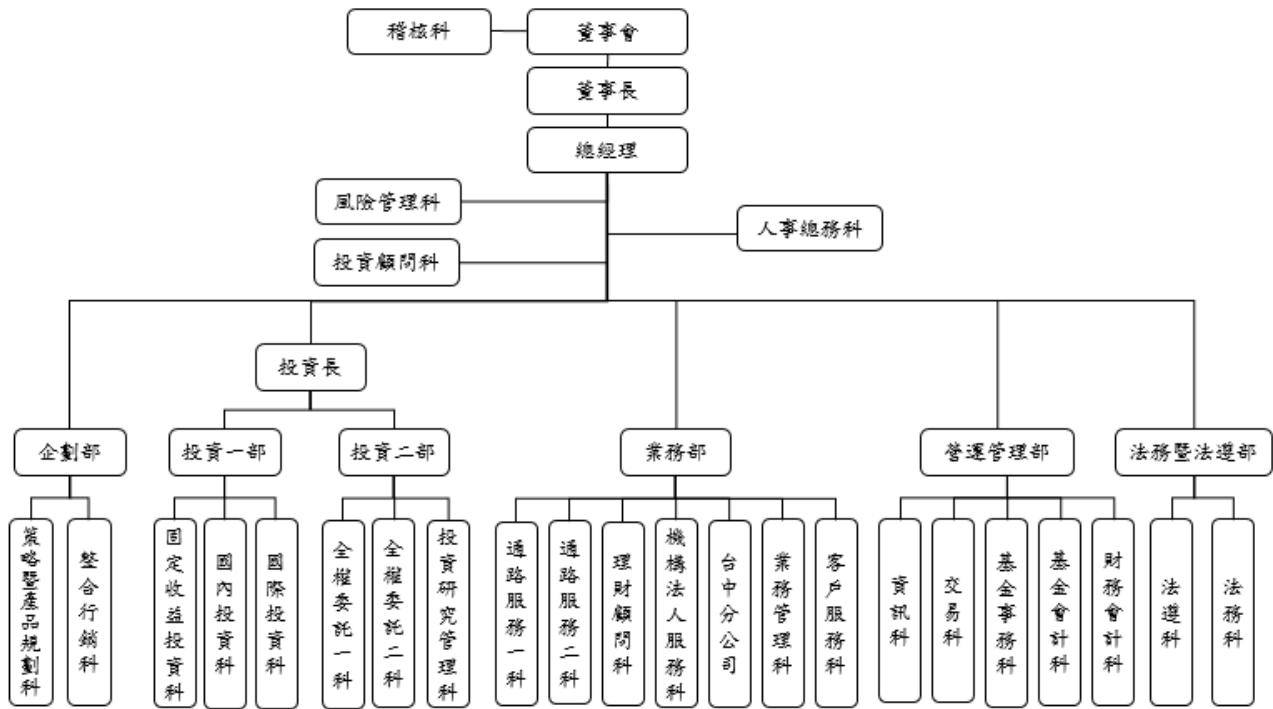 稽核科
董事會
董事長
總經理
風險管理科
人事總務科
投資顧問科
投資長
企劃部
投資一部
投資二部
業務部
營運管理部
法務暨法遵部
策略暨產品規劃科
整合行銷科
固定收益投資科
國內投資科
國際投資科
全權委託一科
全權委託二科
投資研究管理科
通路服務一科
通路服務二科
理財顧問科
機構法人服務科
台中分公司
業務管理科
客戶服務科
資訊科
交易科
基金事務科
基金會計科
財務會計科
法遵科
法務科